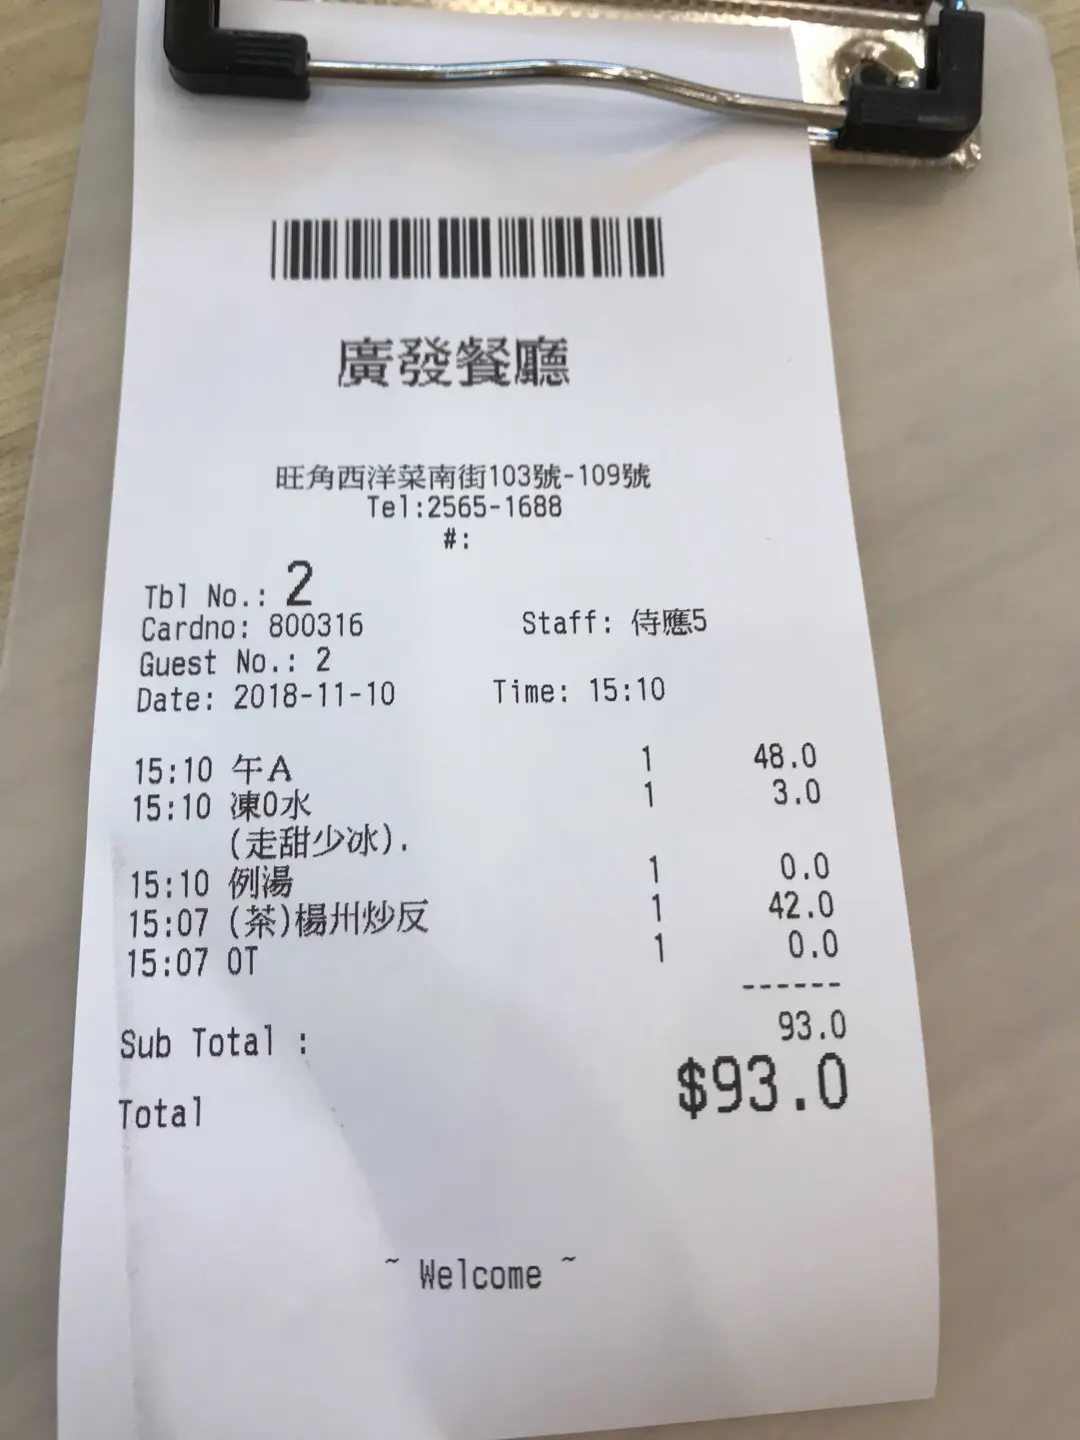 廣發餐廳
旺角西洋菜南街103號-109號
Tel:2565-1688
#:
Tbl No.: 2
Cardno: 800316 Staff: 侍應5
Guest No.: 2
Date: 2018-11-10 Time: 15:10
15:10 午A 1 48.0
15:10 凍0水 1 3.0
(走甜少冰).
15:10 例湯 1 0.0
15:07 (茶)楊州炒反 1 42.0
15:07 OT 1 0.0
------
Sub Total : 93.0
Total $93.0
~ Welcome ~